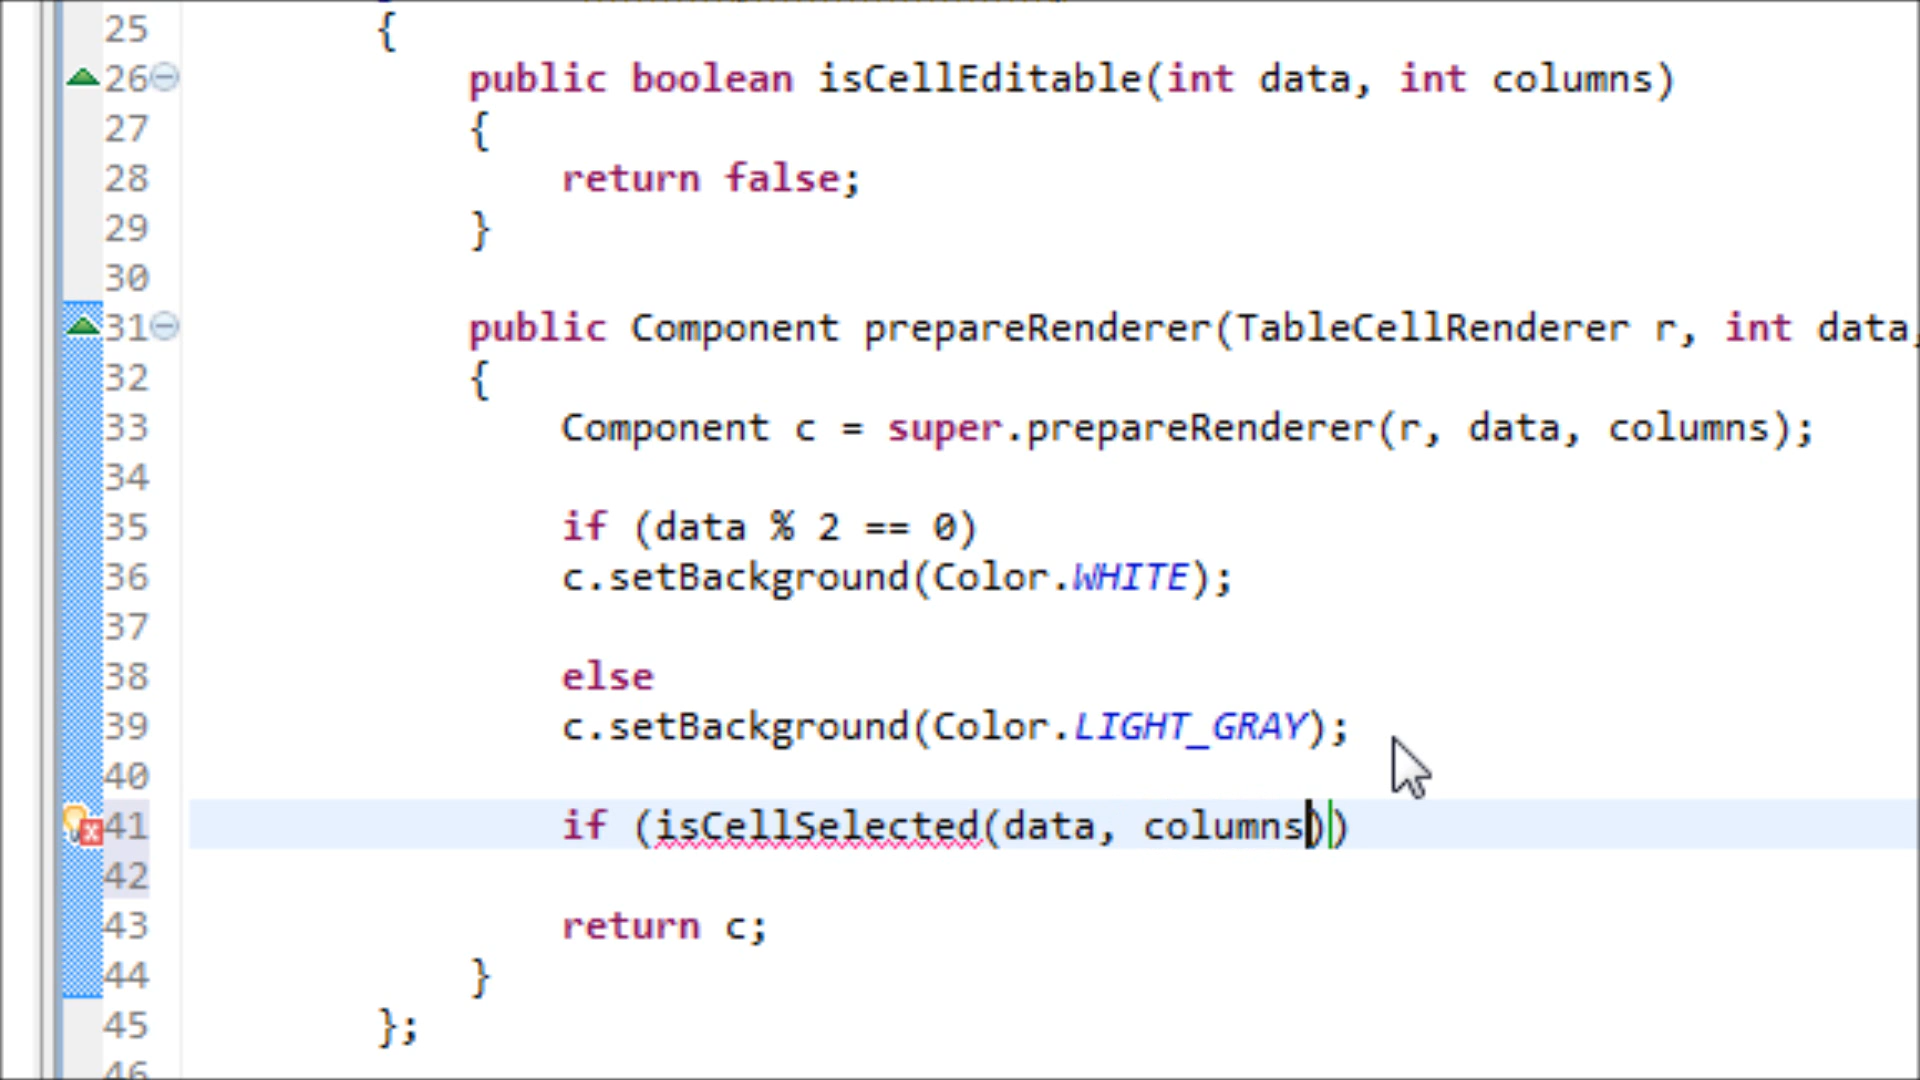 25 {
26 public boolean isCellEditable(int data, int columns)
27 {
28 return false;
29 }
30
31 public Component prepareRenderer(TableCellRenderer r, int data,
32 {
33 Component c = super.prepareRenderer(r, data, columns);
34
35 if (data % 2 == 0)
36 c.setBackground(Color.WHITE);
37
38 else
39 c.setBackground(Color.LIGHT_GRAY);
40
41 if (isCellSelected(data, columns))
42
43 return c;
44 }
45 };
46